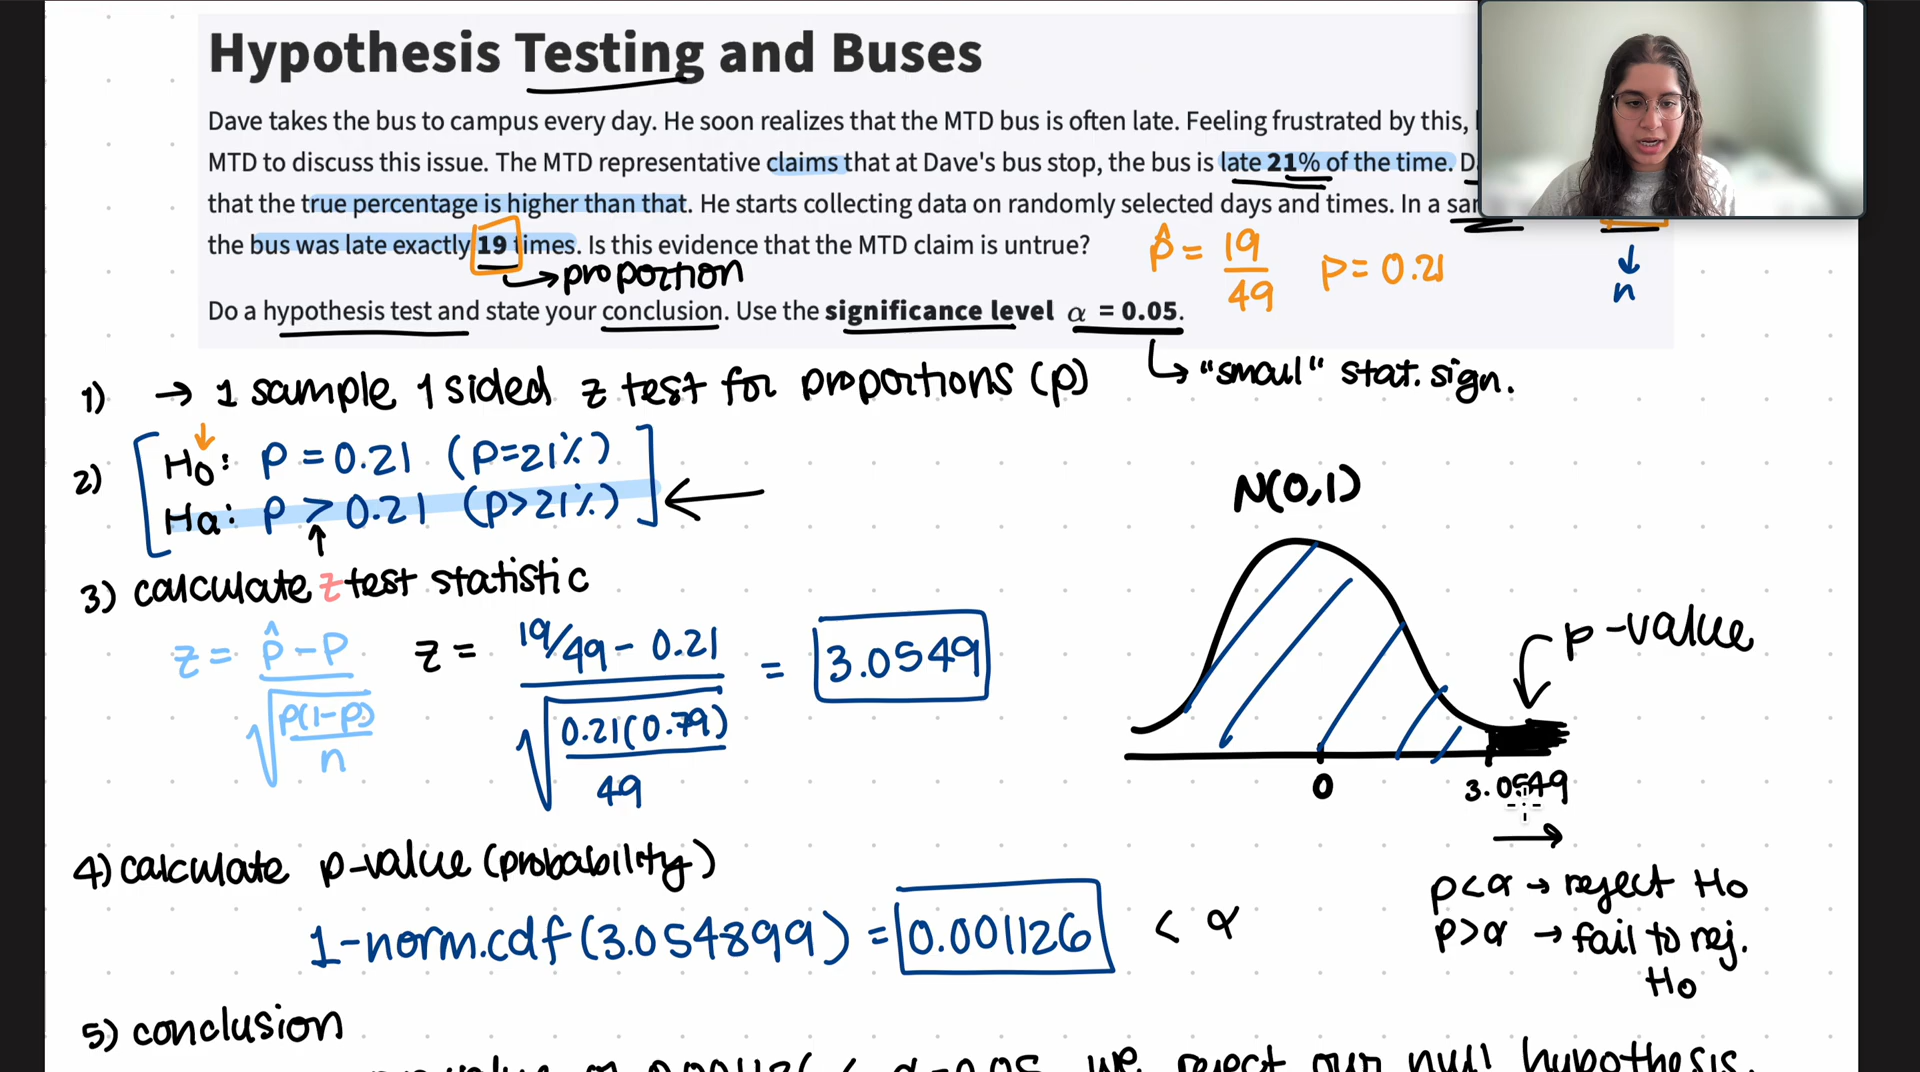 Hypothesis Testing and Buses
Dave takes the bus to campus every day. He soon realizes that the MTD bus is often late. Feeling frustrated by this,
MTD to discuss this issue. The MTD representative claims that at Dave's bus stop, the bus is late 21% of the time.
that the true percentage is higher than that. He starts collecting data on randomly selected days and times. In a
the bus was late exactly 19 times. Is this evidence that the MTD claim is untrue?
→ proportion
p̂ = 19/49
p = 0.21
↓
n
Do a hypothesis test and state your conclusion. Use the significance level α = 0.05.
↳ "small" stat. sign.
1) → 1 sample 1 sided z test for proportions (p)
2) H₀: p = 0.21 (p=21%)
Ha: p > 0.21 (p>21%)
3) calculate z test statistic
z = p̂ - p / √(p(1-p)/n)
z = 19/49 - 0.21 / √(0.21(0.79)/49) = 3.0549
N(0,1)
p-value
0
3.0549
→
4) calculate p-value (probability)
1-norm.cdf(3.054899) = 0.001126 < α
p<α → reject H₀
p>α → fail to rej.
H₀
5) conclusion
we reject our null hypothesis.